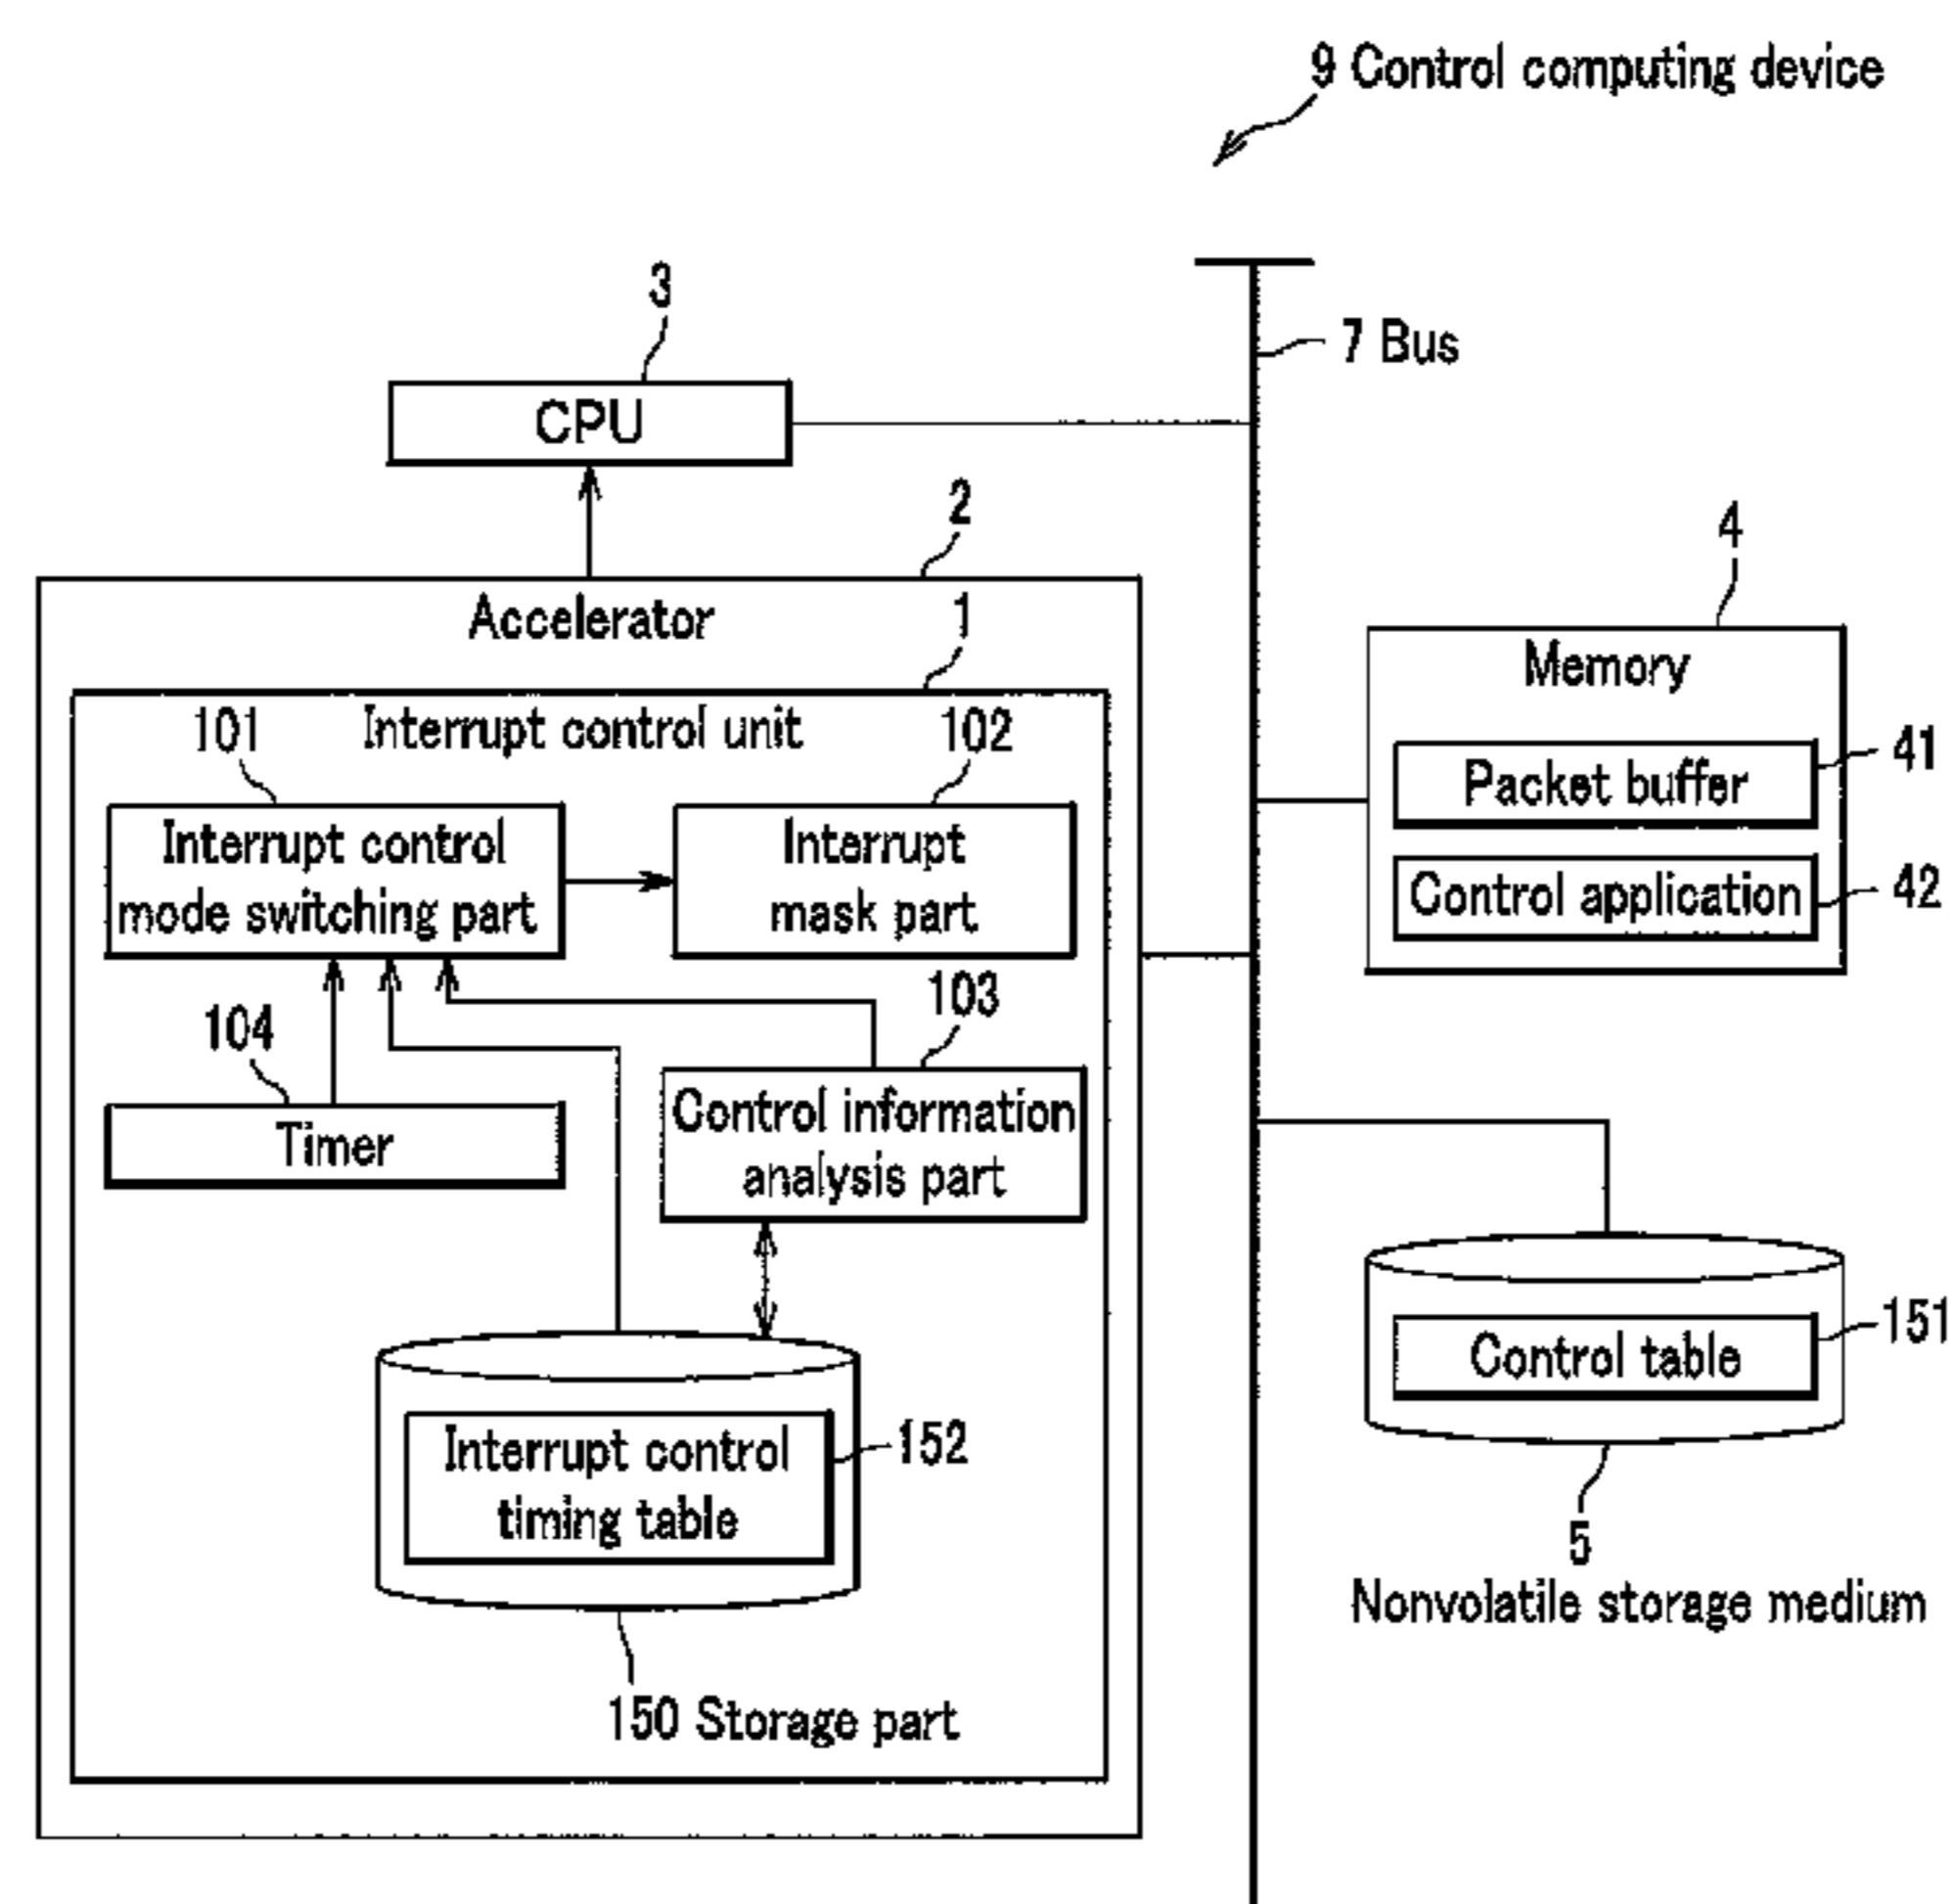 9 Control computing device
3
7 Bus
CPU
2
4
Accelerator
1
Memory
101
Interrupt control unit
102
41
Packet buffer
Interrupt control
mode switching part
Interrupt
mask part
42
Control application
103
104
Control information
analysis part
Timer
151
Control table
152
Interrupt control
timing table
5
Nonvolatile storage medium
150 Storage part